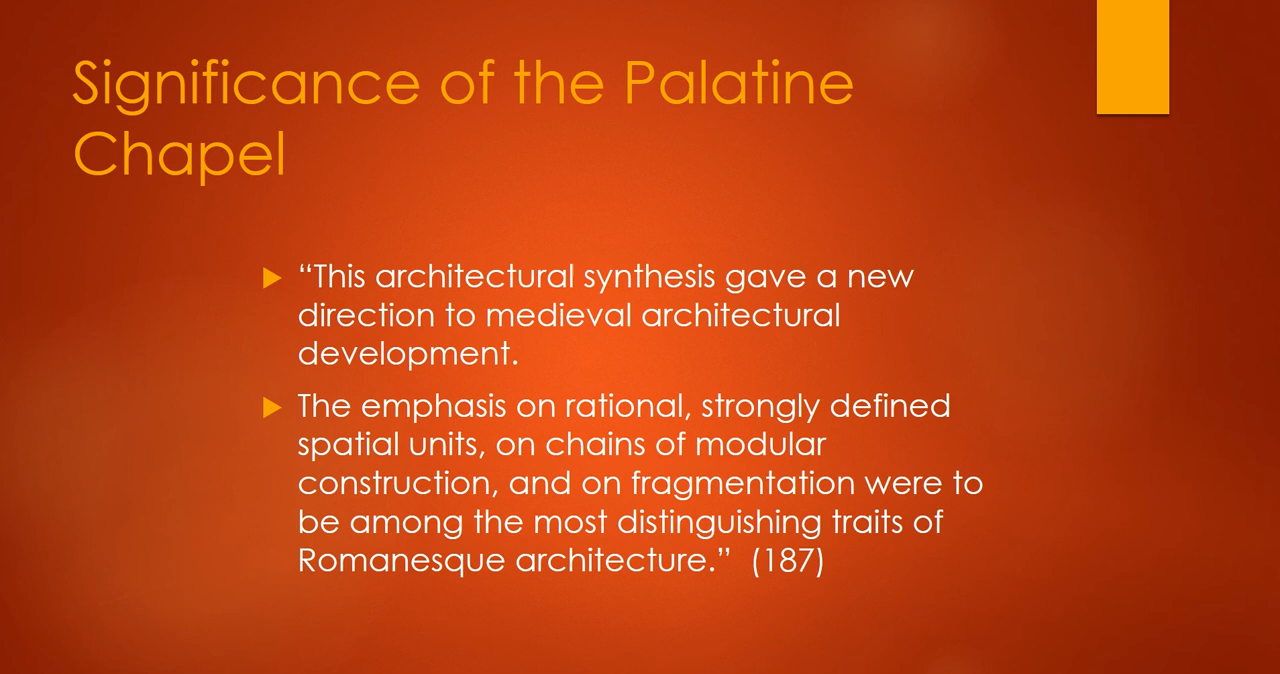 Significance of the Palatine
Chapel
“This architectural synthesis gave a new
direction to medieval architectural
development.
The emphasis on rational, strongly defined
spatial units, on chains of modular
construction, and on fragmentation were to
be among the most distinguishing traits of
Romanesque architecture.”  (187)